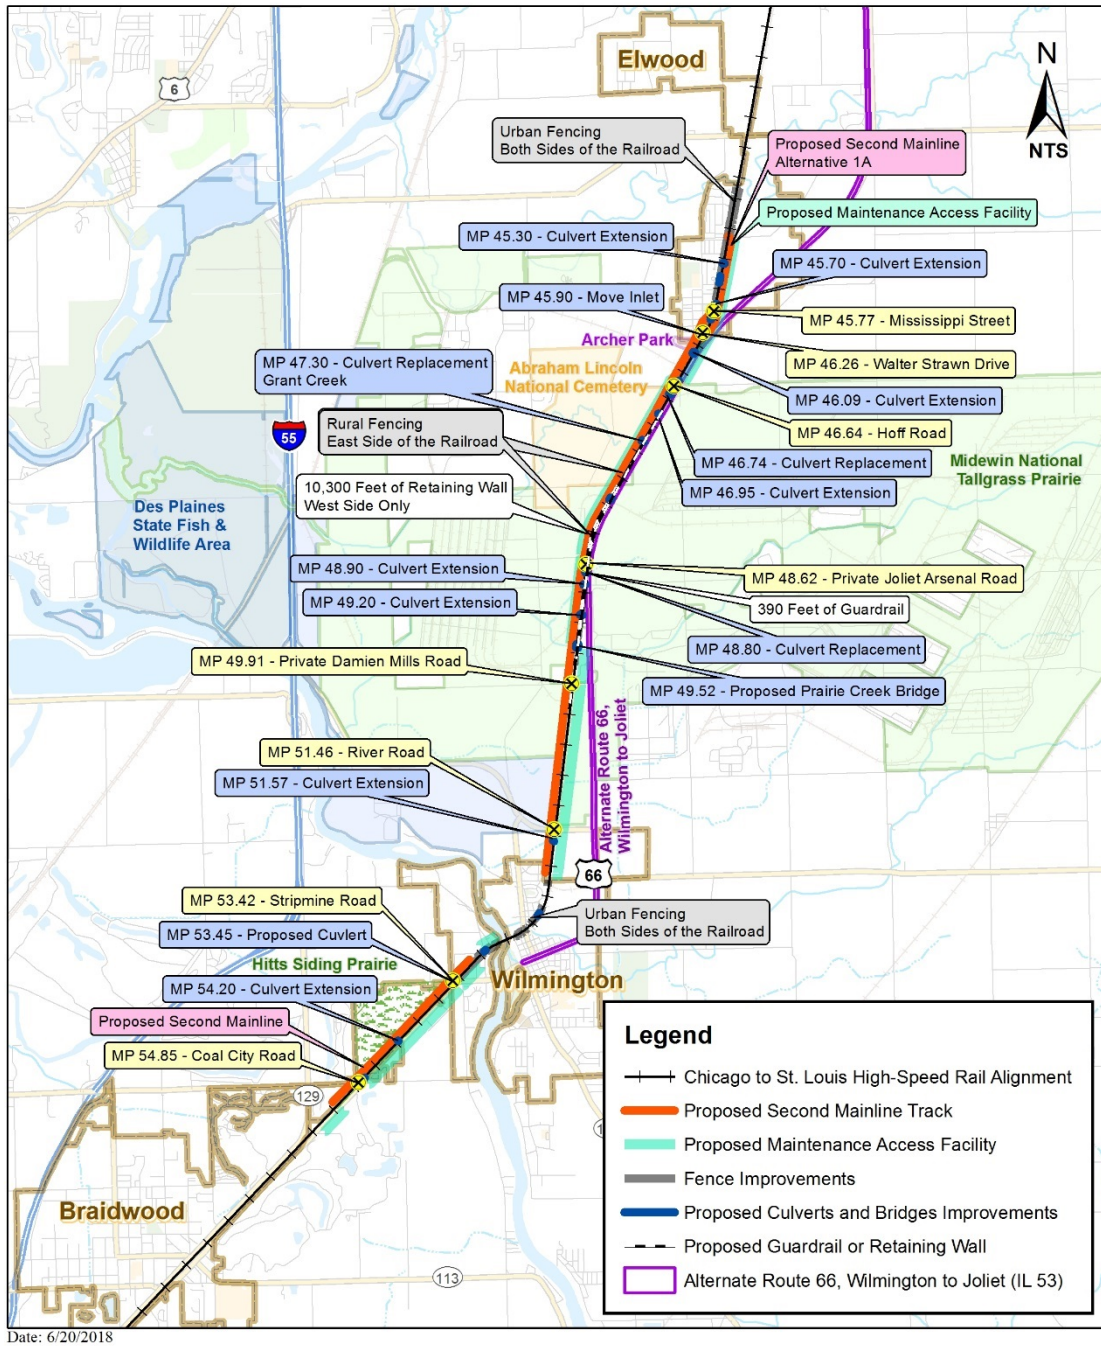 Elwood
6
N
NTS
Urban Fencing
Both Sides of the Railroad
Proposed Second Mainline
Alternative 1A
Proposed Maintenance Access Facility
MP 45.30 - Culvert Extension
MP 45.70 - Culvert Extension
MP 45.90 - Move Inlet
MP 45.77 - Mississippi Street
Archer Park
MP 46.26 - Walter Strawn Drive
MP 47.30 - Culvert Replacement
Grant Creek
Abraham Lincoln
National Cemetery
MP 46.09 - Culvert Extension
55
Rural Fencing
East Side of the Railroad
MP 46.64 - Hoff Road
MP 46.74 - Culvert Replacement
Midewin National
Tallgrass Prairie
10,300 Feet of Retaining Wall
West Side Only
MP 46.95 - Culvert Extension
Des Plaines
State Fish &
Wildlife Area
MP 48.90 - Culvert Extension
MP 48.62 - Private Joliet Arsenal Road
MP 49.20 - Culvert Extension
390 Feet of Guardrail
MP 48.80 - Culvert Replacement
MP 49.91 - Private Damien Mills Road
MP 49.52 - Proposed Prairie Creek Bridge
Alternate Route 66,
Wilmington to Joliet
MP 51.46 - River Road
MP 51.57 - Culvert Extension
66
MP 53.42 - Stripmine Road
Urban Fencing
Both Sides of the Railroad
MP 53.45 - Proposed Cuvlert
Hitts Siding Prairie
Wilmington
MP 54.20 - Culvert Extension
Proposed Second Mainline
MP 54.85 - Coal City Road
129
Braidwood
113
Legend
Chicago to St. Louis High-Speed Rail Alignment
Proposed Second Mainline Track
Proposed Maintenance Access Facility
Fence Improvements
Proposed Culverts and Bridges Improvements
Proposed Guardrail or Retaining Wall
Alternate Route 66, Wilmington to Joliet (IL 53)
Date: 6/20/2018